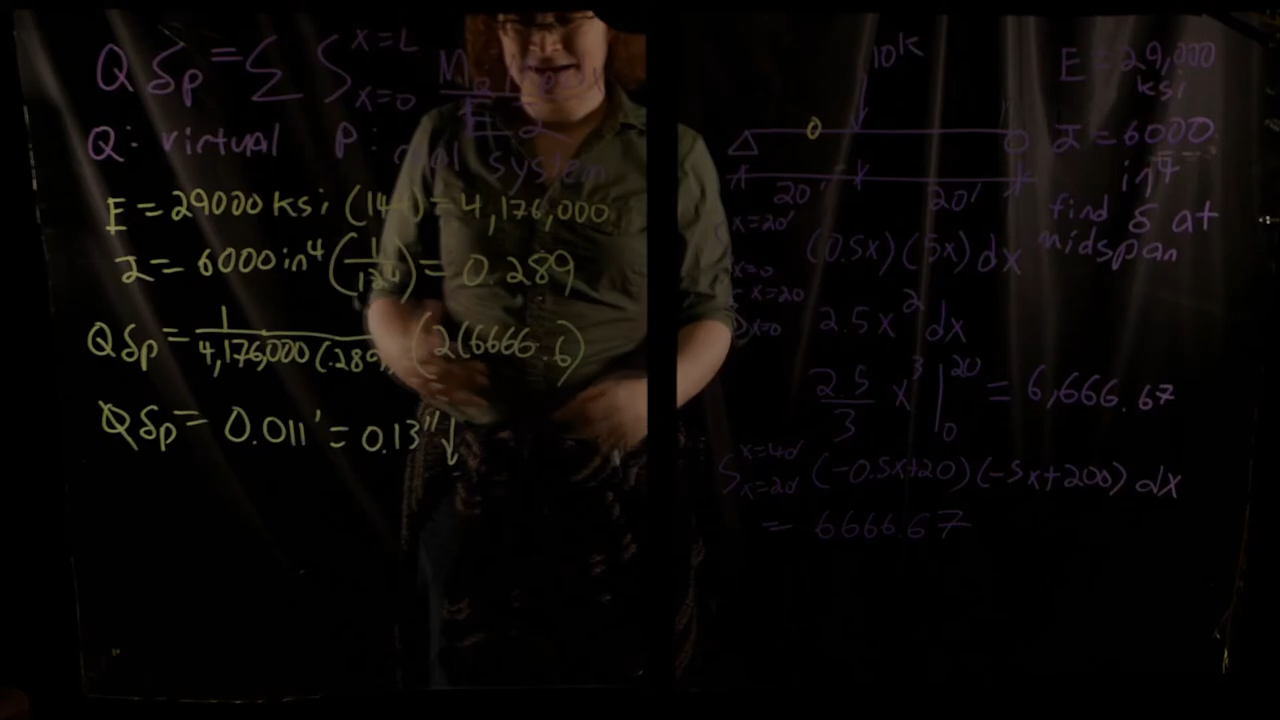 Q δp = Σ ∫ x=L x=0 M
Q: virtual P: real system
E = 29000 ksi (144) = 4,176,000
I = 6000 in⁴ (1/12⁴) = 0.289
Qδp = 1/4,176,000(.289) (2(6666.6)
Qδp = 0.011' = 0.13" ↓
10k
E = 29,000 ksi
I = 6000 in⁴
20' 20'
find δ at midspan
∫ x=20' x=0 (0.5x)(5x)dx
∫ x=20 x=0 2.5x² dx
2.5/3 x³ |₀²⁰ = 6,666.67
∫ x=40' x=20' (-0.5x+20)(-5x+200) dx
= 6666.67